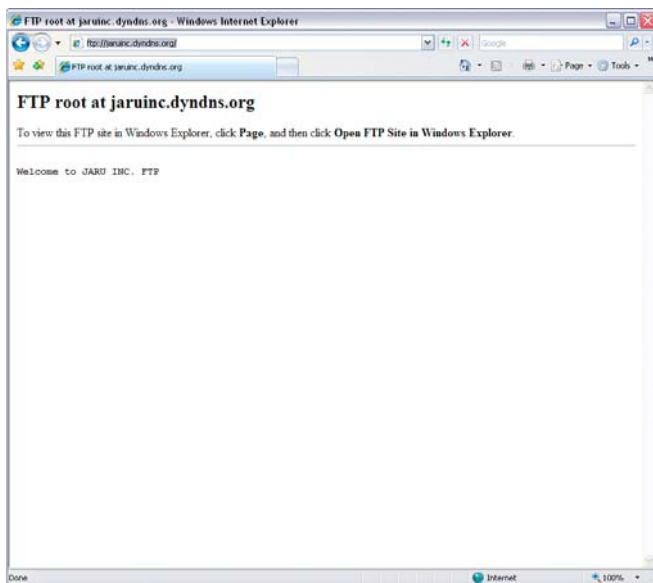 FTP root at jaruinc.dyndns.org - Windows Internet Explorer
ftp://jaruinc.dyndns.org/
Google
FTP root at jaruinc.dyndns.org
Page
Tools
FTP root at jaruinc.dyndns.org
To view this FTP site in Windows Explorer, click Page, and then click Open FTP Site in Windows Explorer.
Welcome to JARU INC. FTP
Done
Internet
100%